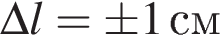 Δl = ±1 см